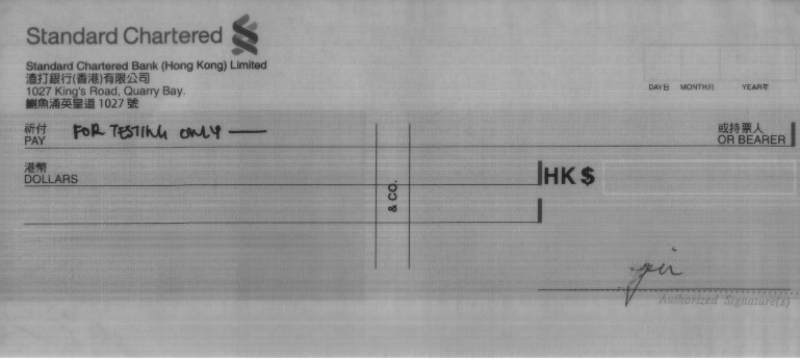 Standard Chartered
Standard Chartered Bank (Hong Kong) Limited
渣打銀行(香港)有限公司
1027 King's Road, Quarry Bay.
鰂魚涌英皇道 1027 號
DAY日 MONTH月 YEAR年
祈付
PAY
FOR TESTING ONLY
或持票人
OR BEARER
港幣
DOLLARS
HK $
& CO.
Authorized Signature(s)